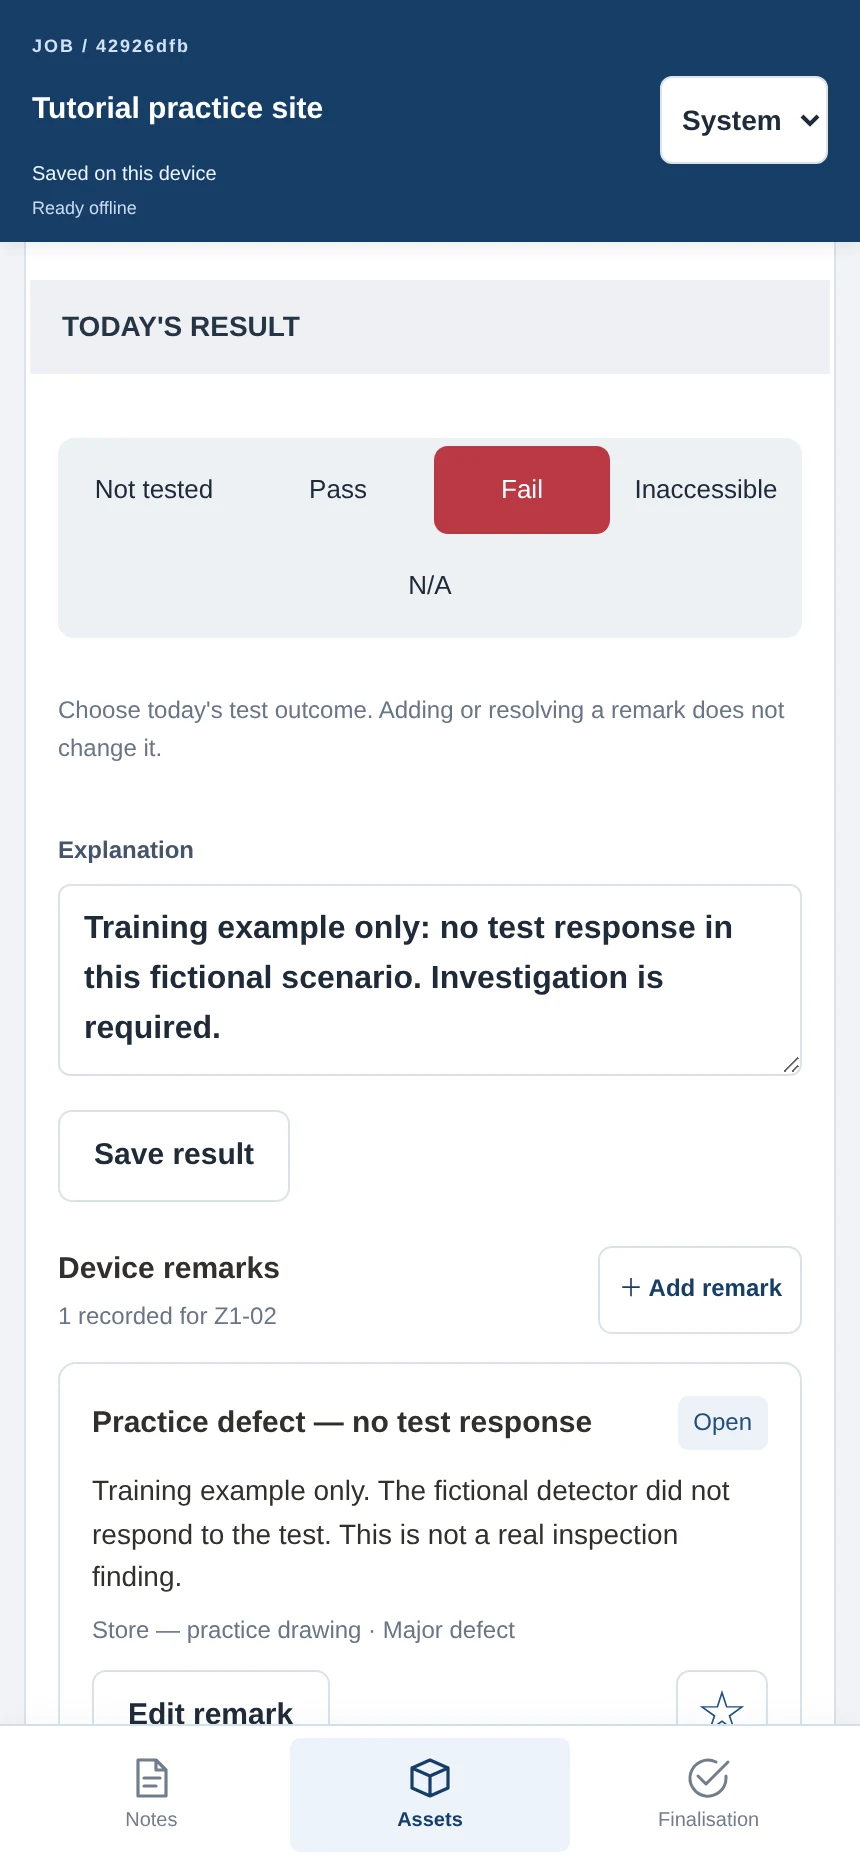 JOB / 42926dfb
Tutorial practice site
System
Saved on this device
Ready offline
TODAY'S RESULT
Not tested
Pass
Fail
Inaccessible
N/A
Choose today's test outcome. Adding or resolving a remark does not
change it.
Explanation
Training example only: no test response in
this fictional scenario. Investigation is
required.
Save result
Device remarks
+ Add remark
1 recorded for Z1-02
Practice defect — no test response
Open
Training example only. The fictional detector did not
respond to the test. This is not a real inspection
finding.
Store — practice drawing · Major defect
Edit remark
Notes
Assets
Finalisation